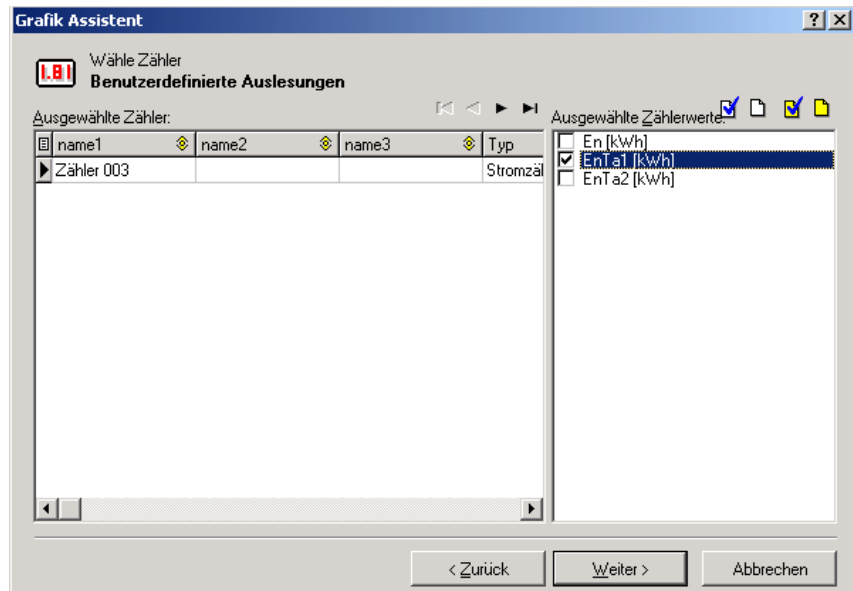 Grafik Assistent
Wähle Zähler
Benutzerdefinierte Auslesungen
Ausgewählte Zähler:
name1 name2 name3 Typ
Zähler 003 Stromzäl
Ausgewählte Zählerwerte:
En [kWh]
EnTa1 [kWh]
EnTa2 [kWh]
< Zurück
Weiter >
Abbrechen